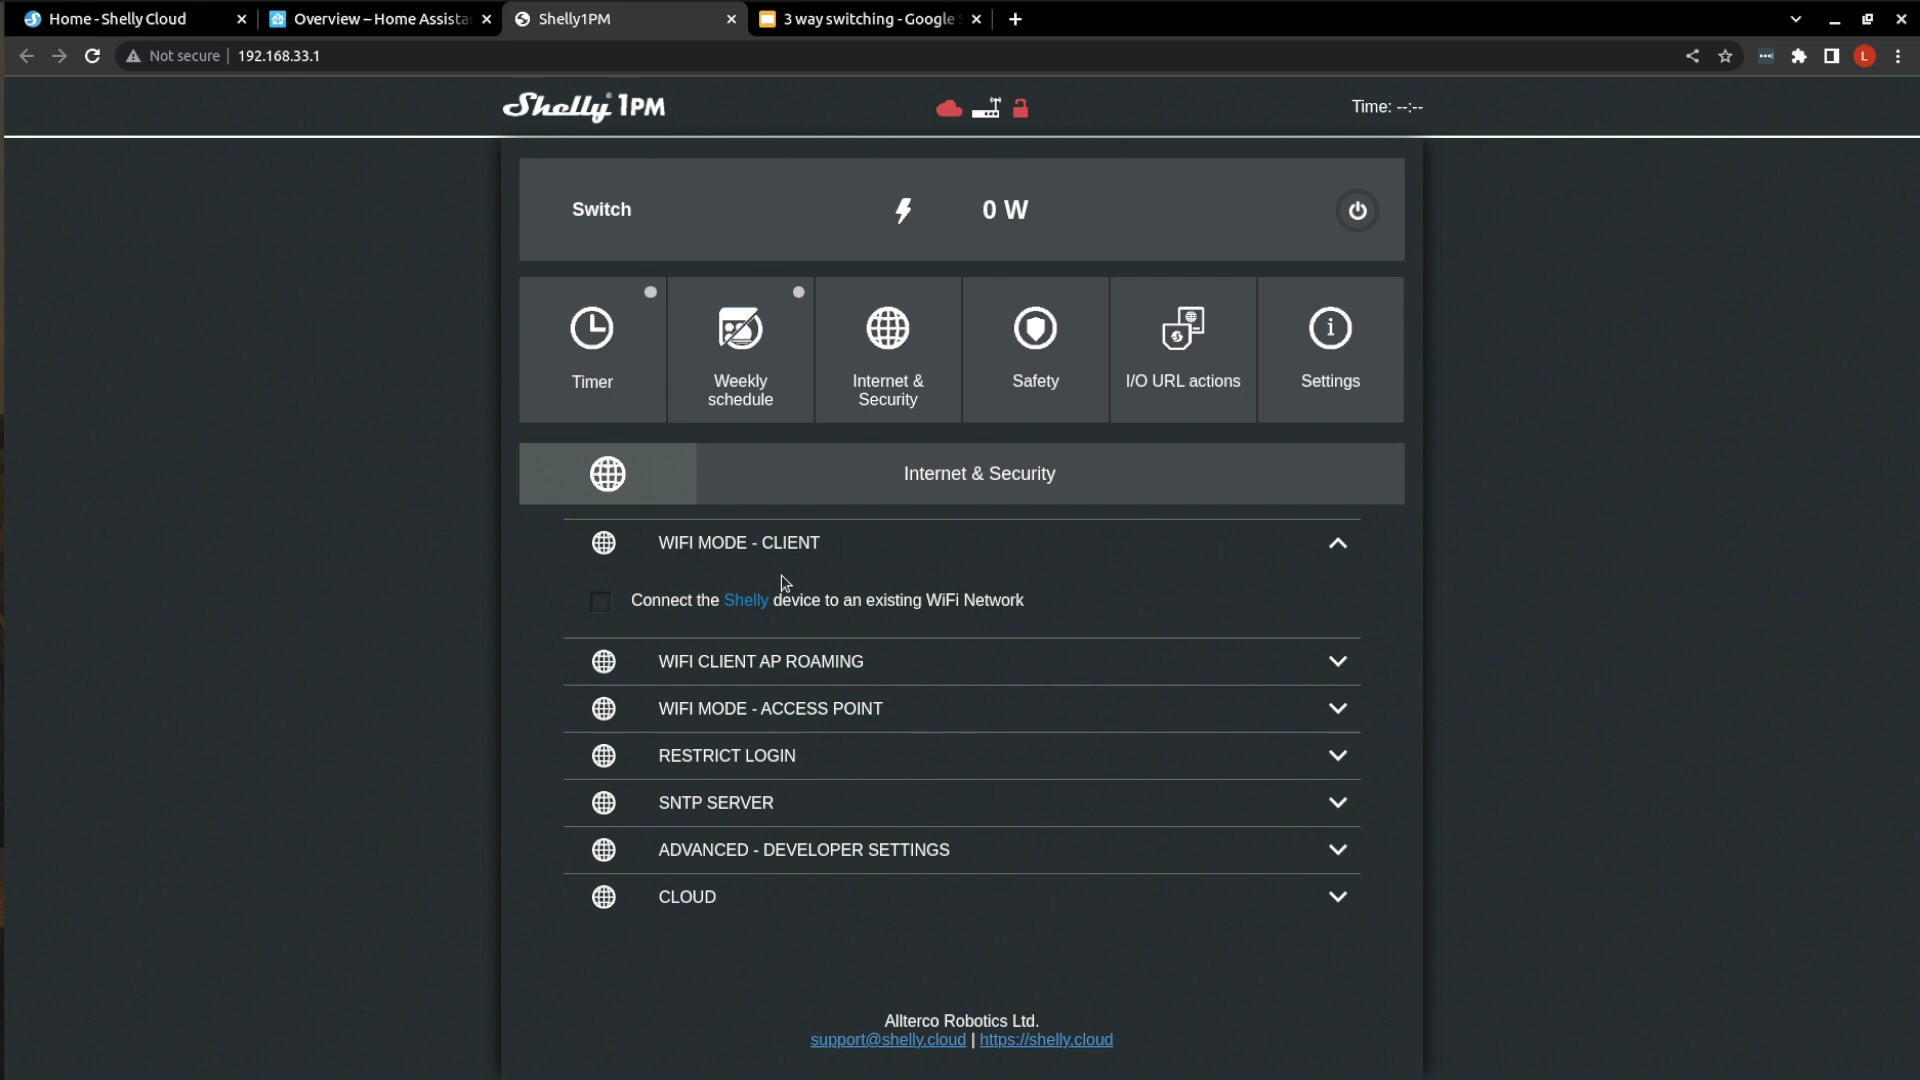 Home - Shelly Cloud
Overview – Home Assista
Shelly1PM
3 way switching - Google S
Not secure
192.168.33.1
L
Shelly® 1PM
Time: --:--
Switch
0 W
Timer
Weekly
schedule
Internet &
Security
Safety
I/O URL actions
Settings
Internet & Security
WIFI MODE - CLIENT
Connect the Shelly device to an existing WiFi Network
WIFI CLIENT AP ROAMING
WIFI MODE - ACCESS POINT
RESTRICT LOGIN
SNTP SERVER
ADVANCED - DEVELOPER SETTINGS
CLOUD
Allterco Robotics Ltd.
support@shelly.cloud | https://shelly.cloud